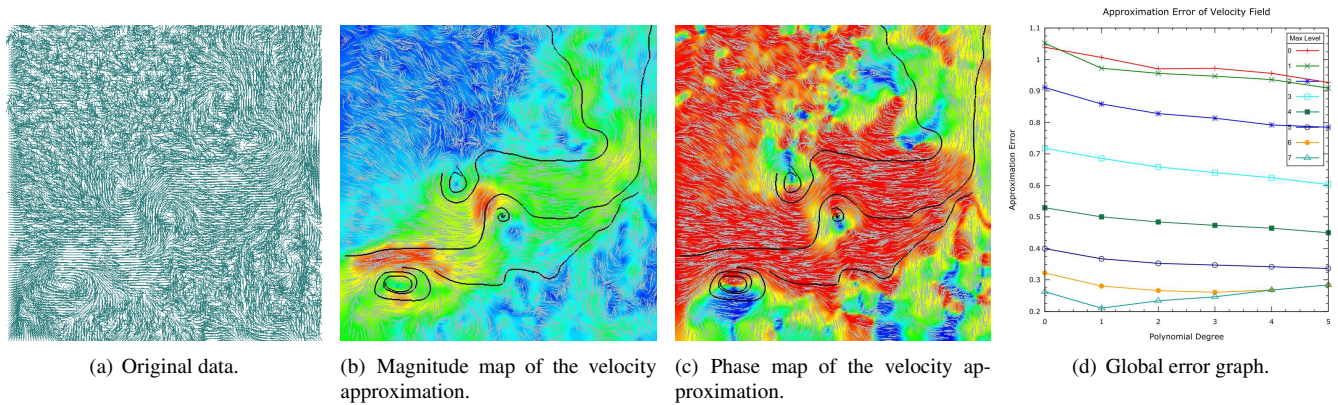 Approximation Error of Velocity Field
Max Level
0
1
2
3
4
5
6
7
1.1
1
0.9
0.8
0.7
0.6
0.5
0.4
0.3
0.2
Approximation Error
0 1 2 3 4 5
Polynomial Degree
(a) Original data.
(b) Magnitude map of the velocity
approximation.
(c) Phase map of the velocity ap-
proximation.
(d) Global error graph.